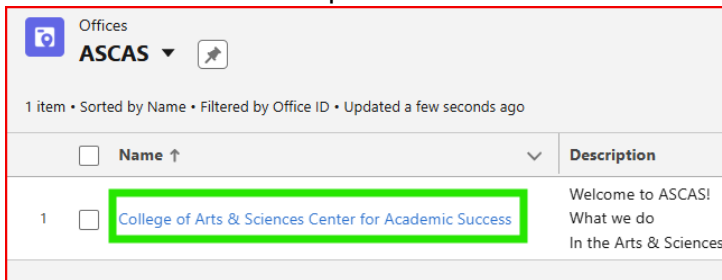 Offices
ASCAS
1 item • Sorted by Name • Filtered by Office ID • Updated a few seconds ago
Name ↑ Description
1 College of Arts & Sciences Center for Academic Success
Welcome to ASCAS!
What we do
In the Arts & Sciences